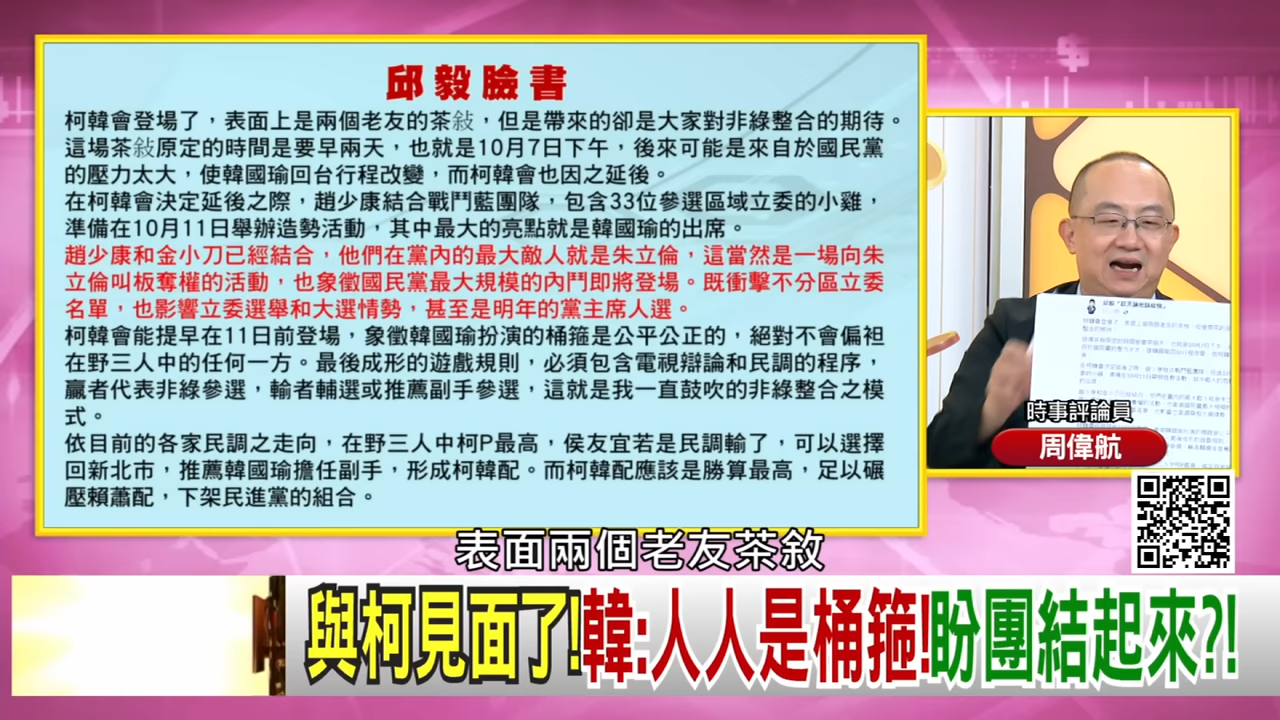 邱毅臉書
柯韓會登場了，表面上是兩個老友的茶敍，但是帶來的卻是大家對非綠整合的期待。
這場茶敍原定的時間是要早兩天，也就是10月7日下午，後來可能是來自於國民黨
的壓力太大，使韓國瑜回台行程改變，而柯韓會也因之延後。
在柯韓會決定延後之際，趙少康結合戰鬥藍團隊，包含33位參選區域立委的小雞，
準備在10月11日舉辦造勢活動，其中最大的亮點就是韓國瑜的出席。
趙少康和金小刀已經結合，他們在黨內的最大敵人就是朱立倫，這當然是一場向朱
立倫叫板奪權的活動，也象徵國民黨最大規模的內鬥即將登場。既衝擊不分區立委
名單，也影響立委選舉和大選情勢，甚至是明年的黨主席人選。
柯韓會能提早在11日前登場，象徵韓國瑜扮演的桶箍是公平公正的，絕對不會偏袒
在野三人中的任何一方。最後成形的遊戲規則，必須包含電視辯論和民調的程序，
贏者代表非綠參選，輸者輔選或推薦副手參選，這就是我一直鼓吹的非綠整合之模
式。
依目前的各家民調之走向，在野三人中柯P最高，侯友宜若是民調輸了，可以選擇
回新北市，推薦韓國瑜擔任副手，形成柯韓配。而柯韓配應該是勝算最高，足以碾
壓賴蕭配，下架民進黨的組合。
時事評論員
周偉航
表面兩個老友茶敘
與柯見面了!韓:人人是桶箍!盼團結起來?!